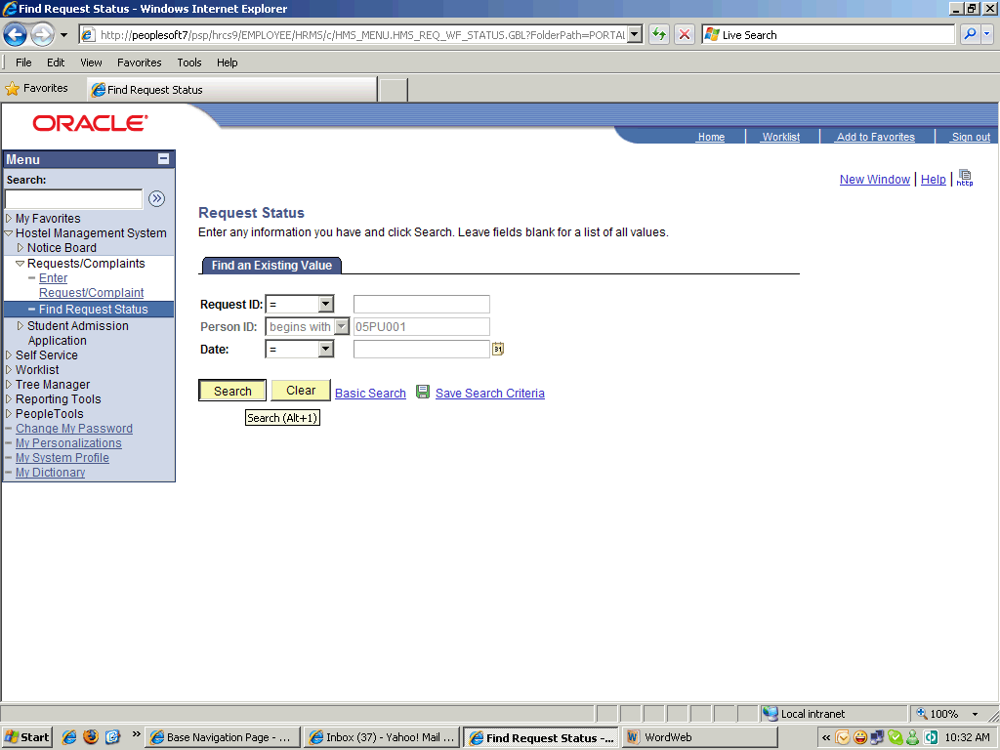 Find Request Status - Windows Internet Explorer
http://peoplesoft7/psp/hrcs9/EMPLOYEE/HRMS/c/HMS_MENU.HMS_REQ_WF_STATUS.GBL?FolderPath=PORTAL
Live Search
File Edit View Favorites Tools Help
Favorites
Find Request Status
ORACLE®
Home Worklist Add to Favorites Sign out
Menu
Search:
My Favorites
Hostel Management System
Notice Board
Requests/Complaints
Enter
Request/Complaint
Find Request Status
Student Admission
Application
Self Service
Worklist
Tree Manager
Reporting Tools
PeopleTools
Change My Password
My Personalizations
My System Profile
My Dictionary
New Window | Help | http
Request Status
Enter any information you have and click Search. Leave fields blank for a list of all values.
Find an Existing Value
Request ID: =
Person ID: begins with 05PU001
Date: = 31
Search Clear Basic Search Save Search Criteria
Search (Alt+1)
Local intranet 100%
Start » Base Navigation Page - ... Inbox (37) - Yahoo! Mail ... Find Request Status -... WordWeb « 10:32 AM